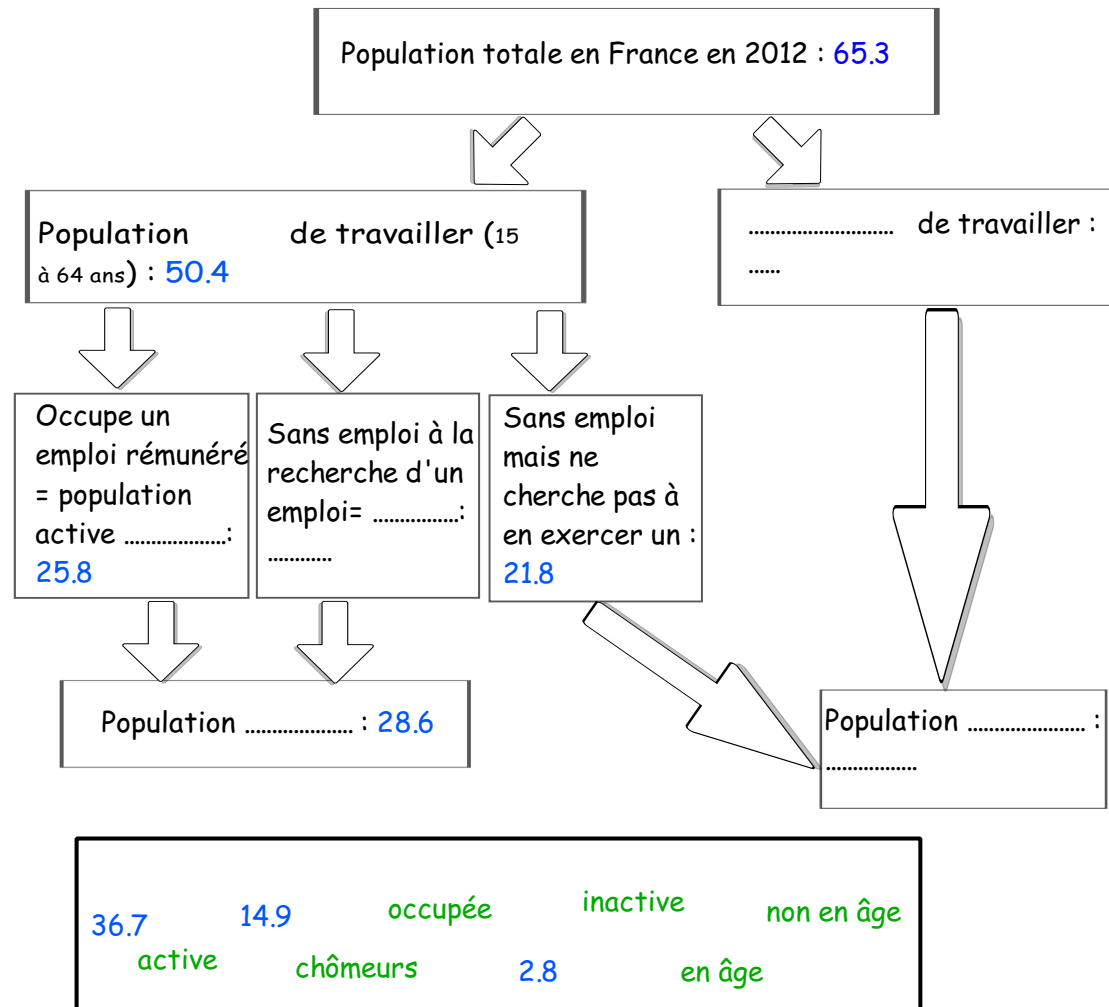 Population totale en France en 2012 : 65.3
Population de travailler (15
à 64 ans) : 50.4
.......................... de travailler :
......
Occupe un
emploi rémunéré
= population
active ...................:
25.8
Sans emploi à la
recherche d'un
emploi= ................:
............
Sans emploi
mais ne
cherche pas à
en exercer un :
21.8
Population .................... : 28.6
Population ...................... :
.................
36.7 14.9 occupée inactive non en âge
active chômeurs 2.8 en âge